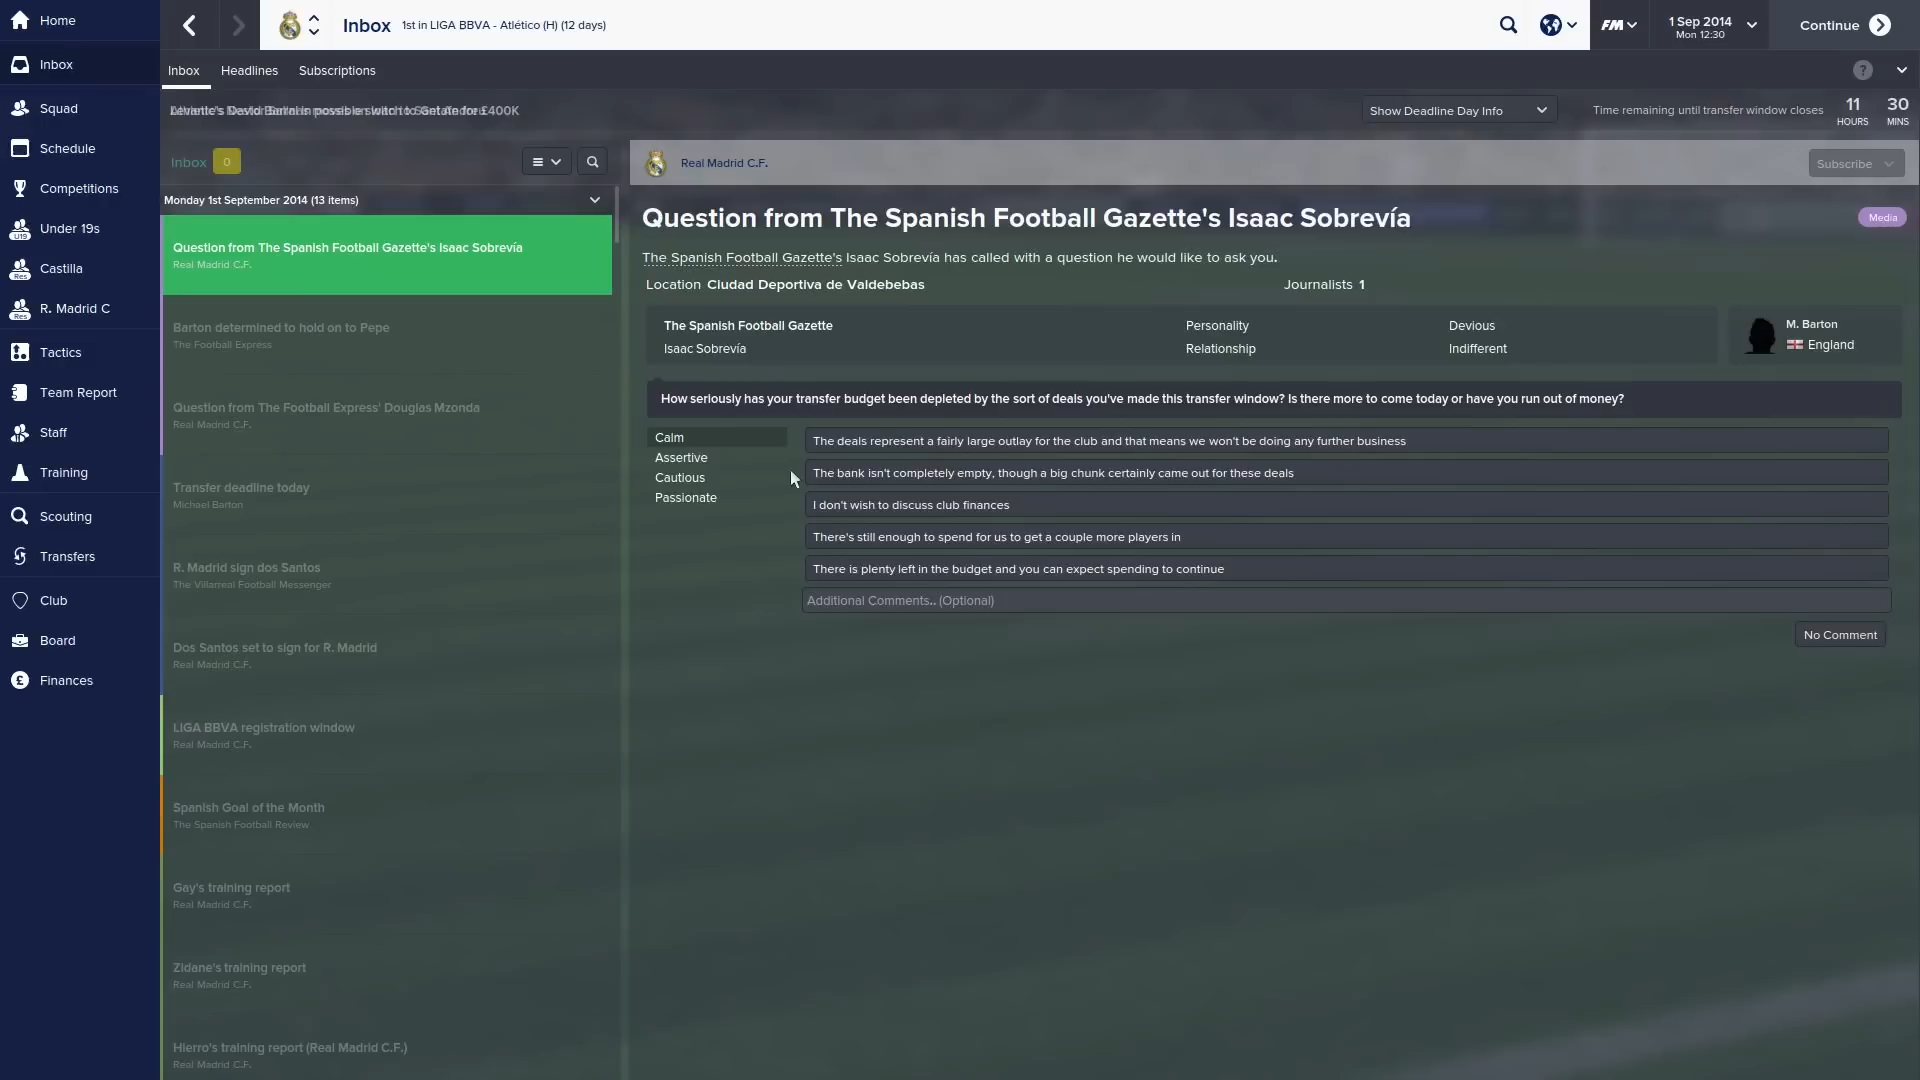 Home
Inbox
Squad
Schedule
Competitions
U19
Under 19s
Res
Castilla
Res
R. Madrid C
Tactics
Team Report
Staff
Training
Scouting
Transfers
Club
Board
Finances
Inbox
1st in LIGA BBVA - Atlético (H) (12 days)
FM
1 Sep 2014
Mon 12:30
Continue
Inbox
Headlines
Subscriptions
?
£400K
Show Deadline Day Info
Time remaining until transfer window closes
11
HOURS
30
MINS
Inbox
0
Monday 1st September 2014 (13 items)
Question from The Spanish Football Gazette's Isaac Sobrevía
Real Madrid C.F.
Barton determined to hold on to Pepe
The Football Express
Question from The Football Express' Douglas Mzonda
Real Madrid C.F.
Transfer deadline today
Michael Barton
R. Madrid sign dos Santos
The Villarreal Football Messenger
Dos Santos set to sign for R. Madrid
Real Madrid C.F.
LIGA BBVA registration window
Real Madrid C.F.
Spanish Goal of the Month
The Spanish Football Review
Gay's training report
Real Madrid C.F.
Zidane's training report
Real Madrid C.F.
Hierro's training report (Real Madrid C.F.)
Real Madrid C.F.
Real Madrid C.F.
Subscribe
Question from The Spanish Football Gazette's Isaac Sobrevía
Media
The Spanish Football Gazette's Isaac Sobrevía has called with a question he would like to ask you.
Location Ciudad Deportiva de Valdebebas
Journalists 1
The Spanish Football Gazette
Personality
Devious
Isaac Sobrevía
Relationship
Indifferent
M. Barton
England
How seriously has your transfer budget been depleted by the sort of deals you've made this transfer window? Is there more to come today or have you run out of money?
Calm
Assertive
Cautious
Passionate
The deals represent a fairly large outlay for the club and that means we won't be doing any further business
The bank isn't completely empty, though a big chunk certainly came out for these deals
I don't wish to discuss club finances
There's still enough to spend for us to get a couple more players in
There is plenty left in the budget and you can expect spending to continue
Additional Comments.. (Optional)
No Comment